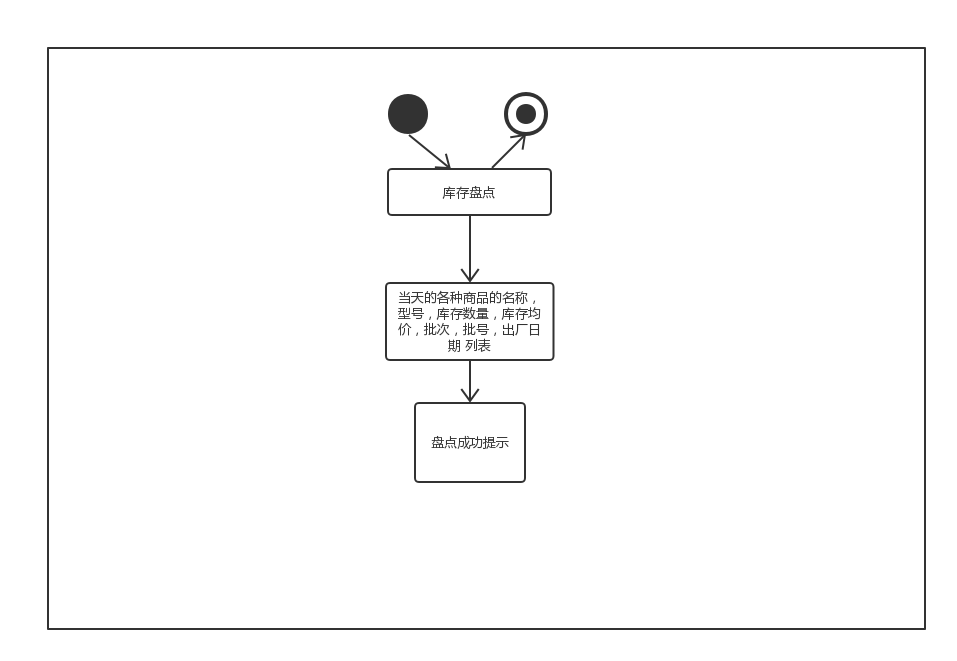 库存盘点
当天的各种商品的名称，
型号，库存数量，库存均
价，批次，批号，出厂日
期 列表
盘点成功提示